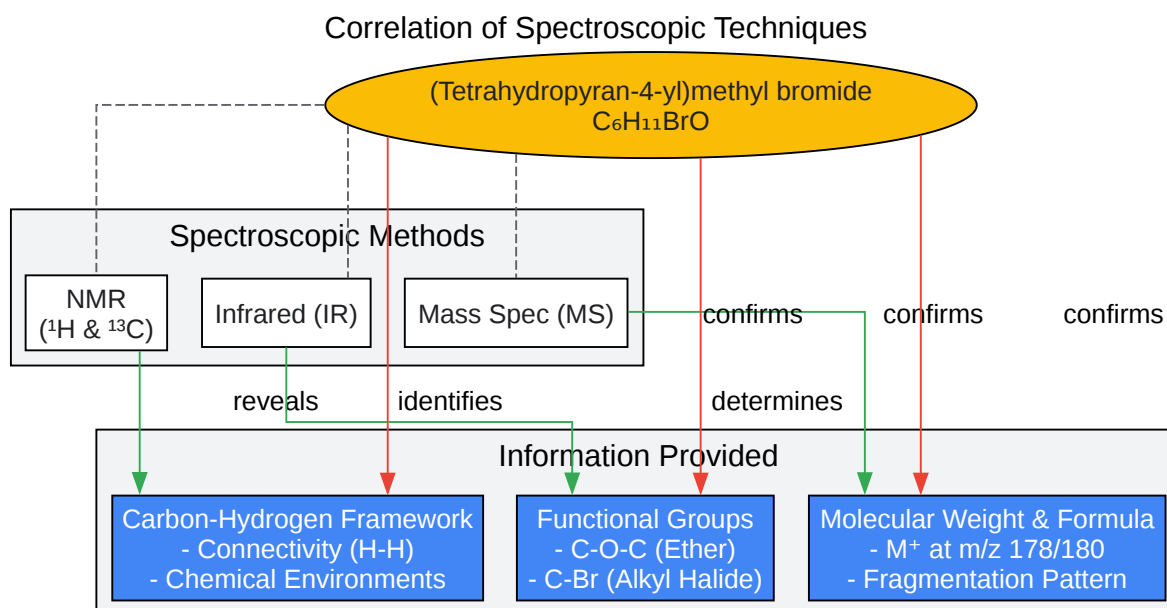 Correlation of Spectroscopic Techniques
(Tetrahydropyran-4-yl)methyl bromide
C₆H₁₁BrO
Spectroscopic Methods
NMR
(¹H & ¹³C)
Infrared (IR)
Mass Spec (MS)
confirms
confirms
confirms
reveals
identifies
determines
Information Provided
Carbon-Hydrogen Framework
- Connectivity (H-H)
- Chemical Environments
Functional Groups
- C-O-C (Ether)
- C-Br (Alkyl Halide)
Molecular Weight & Formula
- M⁺ at m/z 178/180
- Fragmentation Pattern